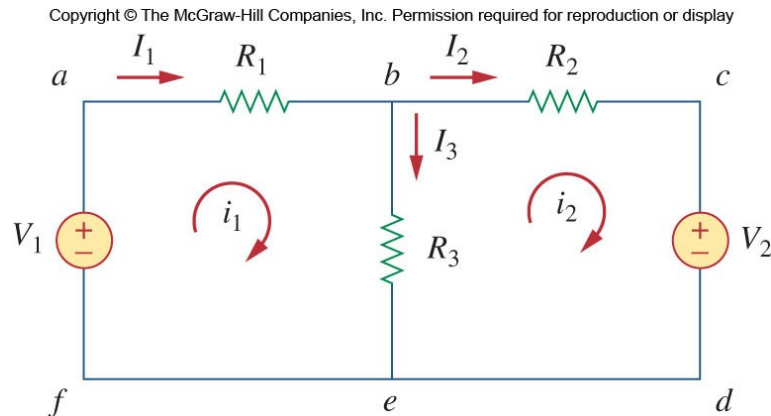 Copyright © The McGraw-Hill Companies, Inc. Permission required for reproduction or display
a I₁ R₁ b I₂ R₂ c
I₃
i₁ i₂
V₁ + − R₃ + − V₂
f e d